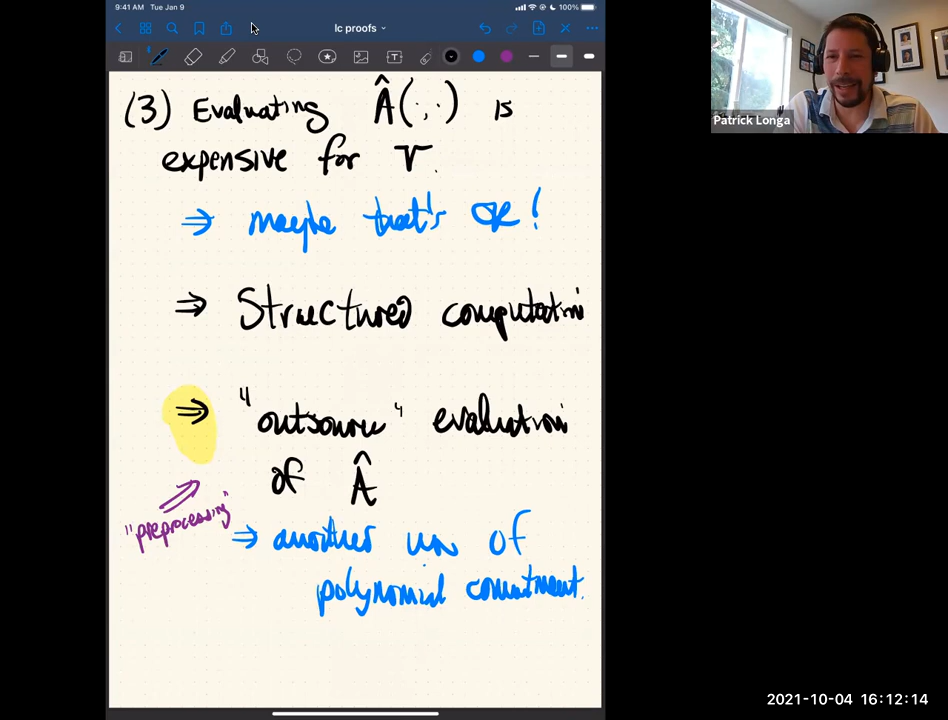 9:41 AM Tue Jan 9
100%
lc proofs
(3) Evaluating Â(·,·) is
expensive for V.
⇒ maybe that's OK!
⇒ Structured computation
⇒ "outsource" evaluation
of Â
"preprocessing"
⇒ another use of
polynomial commitment.
Patrick Longa
2021-10-04 16:12:14